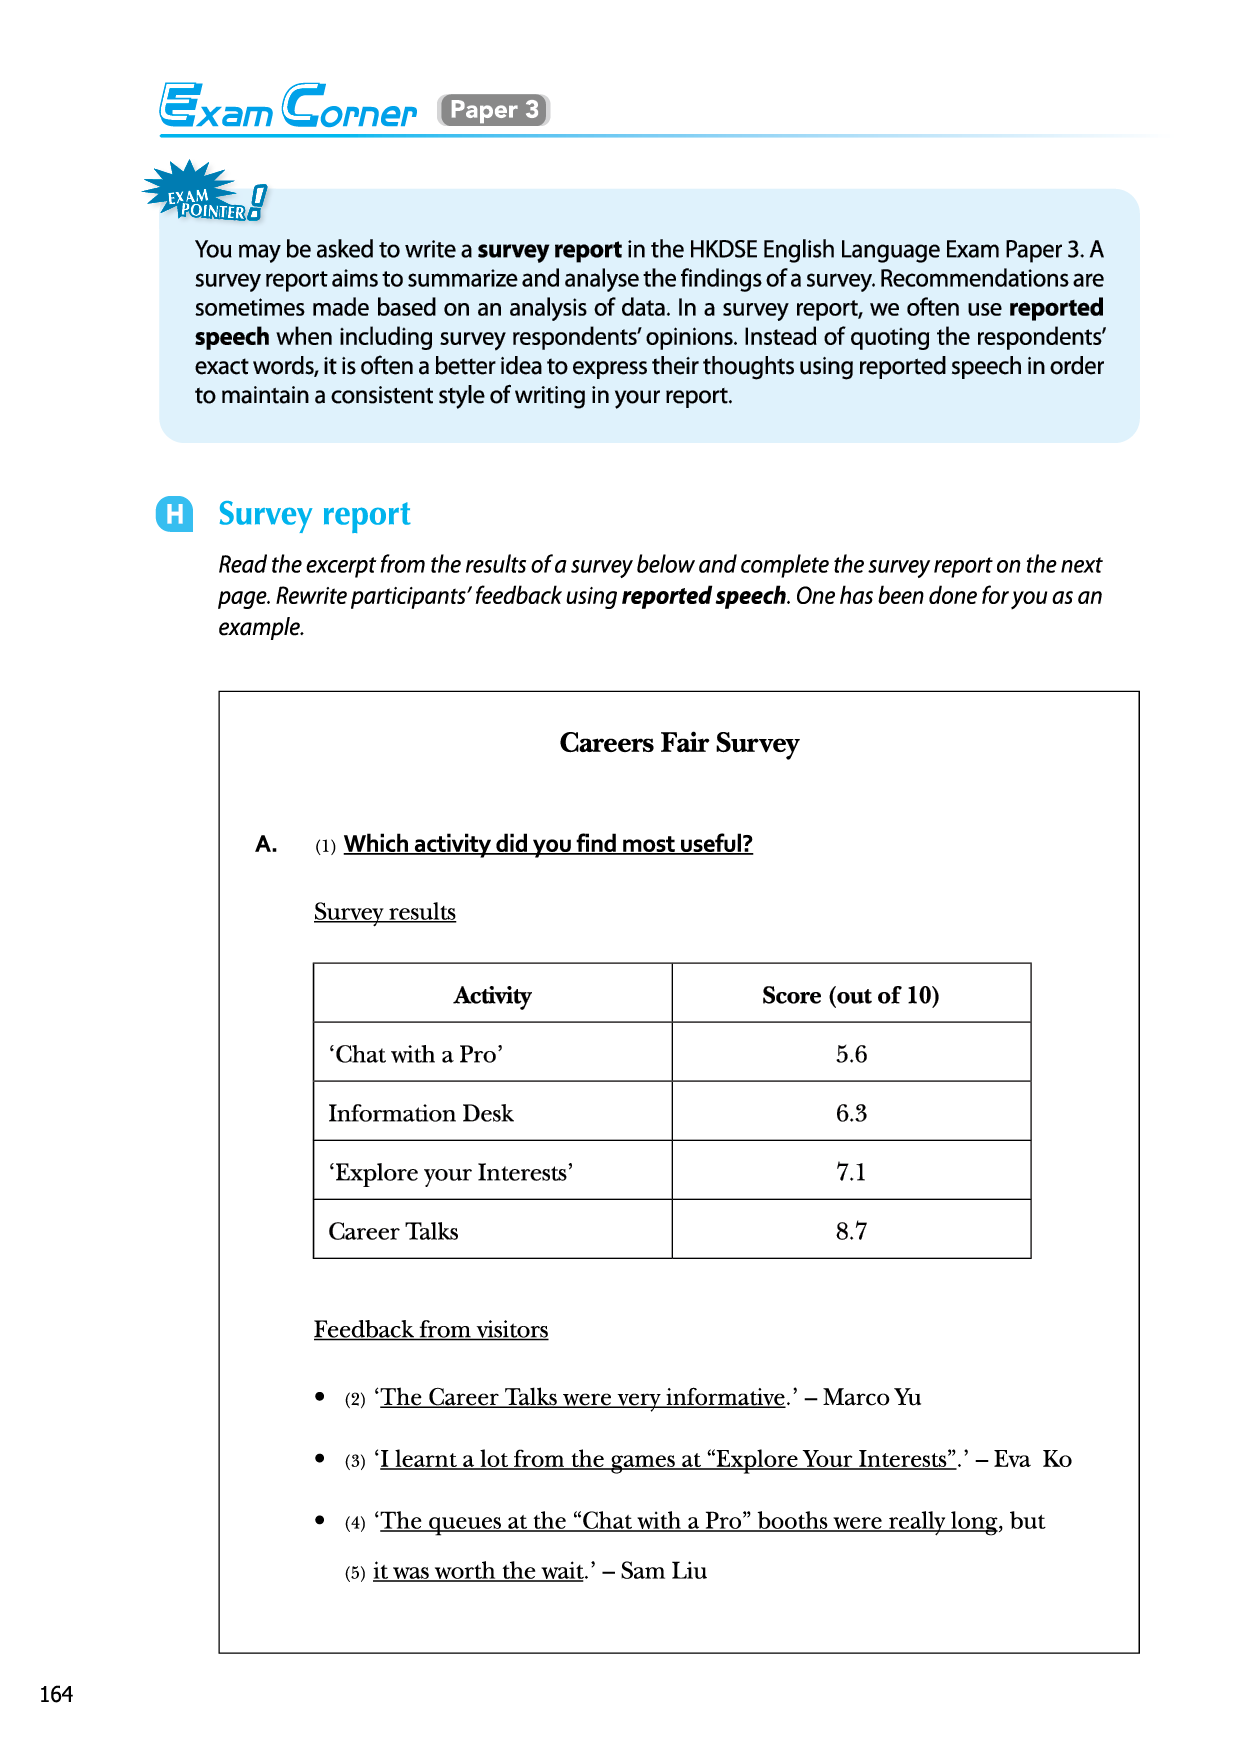 Exam Corner Paper 3
EXAM
POINTER!
You may be asked to write a survey report in the HKDSE English Language Exam Paper 3. A
survey report aims to summarize and analyse the findings of a survey. Recommendations are
sometimes made based on an analysis of data. In a survey report, we often use reported
speech when including survey respondents’ opinions. Instead of quoting the respondents’
exact words, it is often a better idea to express their thoughts using reported speech in order
to maintain a consistent style of writing in your report.
H Survey report
Read the excerpt from the results of a survey below and complete the survey report on the next
page. Rewrite participants’ feedback using reported speech. One has been done for you as an
example.
Careers Fair Survey
A. (1) Which activity did you find most useful?
Survey results
Activity Score (out of 10)
‘Chat with a Pro’ 5.6
Information Desk 6.3
‘Explore your Interests’ 7.1
Career Talks 8.7
Feedback from visitors
• (2) ‘The Career Talks were very informative.’ – Marco Yu
• (3) ‘I learnt a lot from the games at “Explore Your Interests”.’ – Eva Ko
• (4) ‘The queues at the “Chat with a Pro” booths were really long, but
(5) it was worth the wait.’ – Sam Liu
164